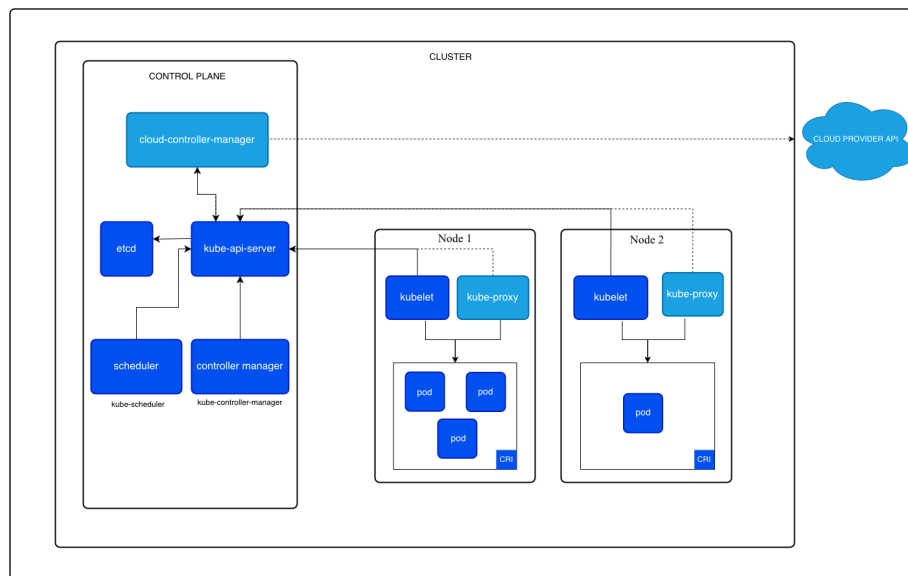 CLUSTER
CONTROL PLANE
cloud-controller-manager
CLOUD PROVIDER API
etcd
kube-api-server
Node 1
Node 2
kubelet
kube-proxy
kubelet
kube-proxy
scheduler
controller manager
kube-scheduler
kube-controller-manager
pod
pod
pod
CRI
pod
CRI